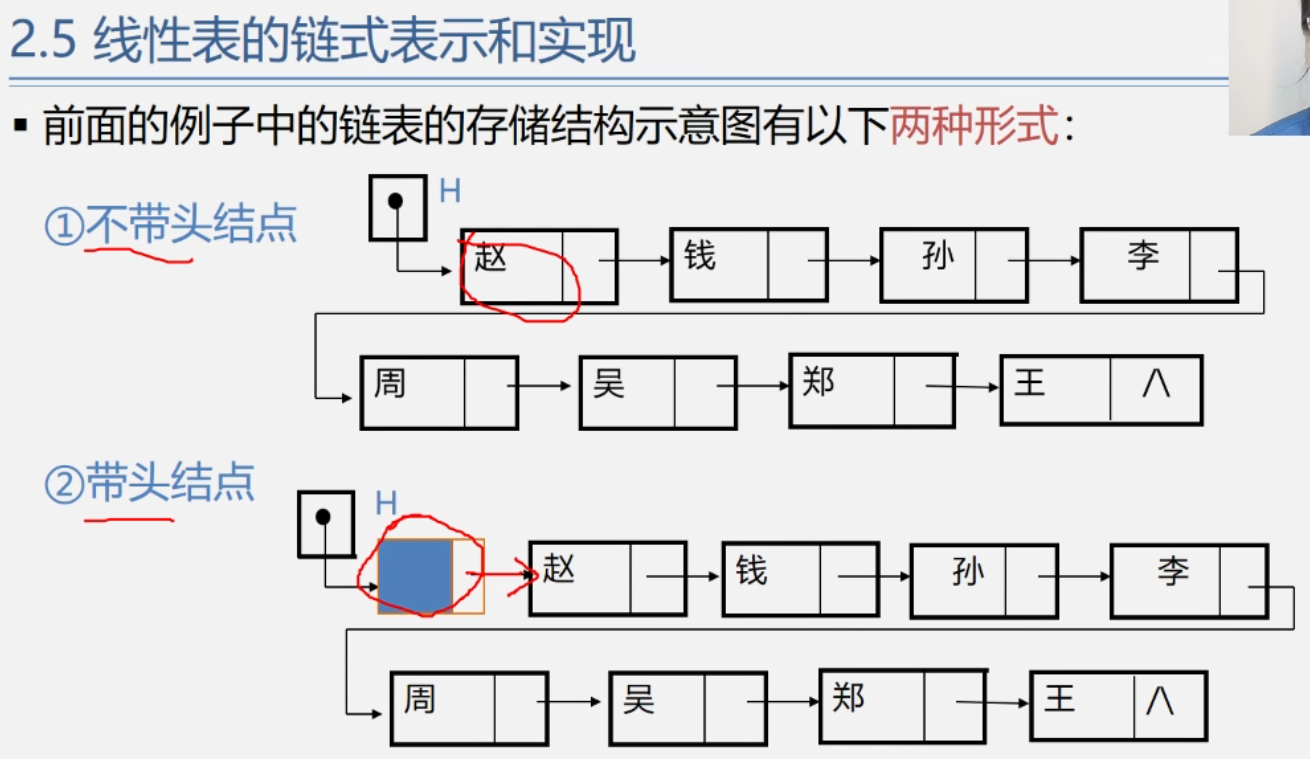 2.5 线性表的链式表示和实现
▪ 前面的例子中的链表的存储结构示意图有以下两种形式：
①不带头结点
H
赵 钱 孙 李
周 吴 郑 王 ∧
②带头结点
H
赵 钱 孙 李
周 吴 郑 王 ∧